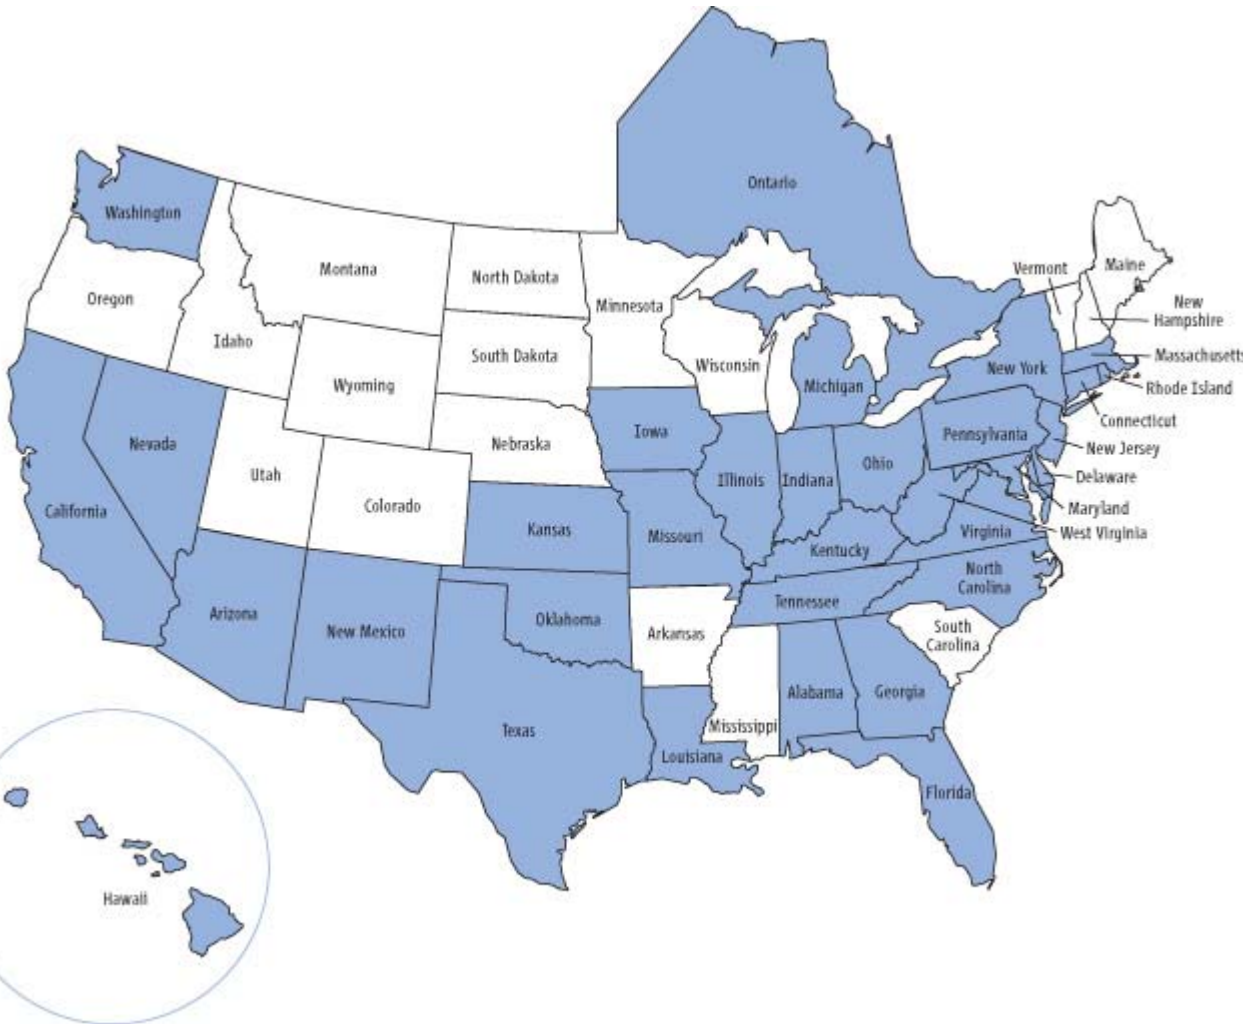 Ontario
Washington
Montana
North Dakota
Minnesota
Vermont
Maine
Oregon
Idaho
South Dakota
Wisconsin
Michigan
New York
New
Hampshire
Massachusetts
Rhode Island
Connecticut
Wyoming
Nebraska
Iowa
Pennsylvania
New Jersey
Nevada
Utah
Colorado
Illinois
Indiana
Ohio
Delaware
Maryland
West Virginia
California
Kansas
Missouri
Kentucky
Virginia
Arizona
New Mexico
Oklahoma
Arkansas
Tennessee
North
Carolina
South
Carolina
Texas
Louisiana
Mississippi
Alabama
Georgia
Florida
Hawaii